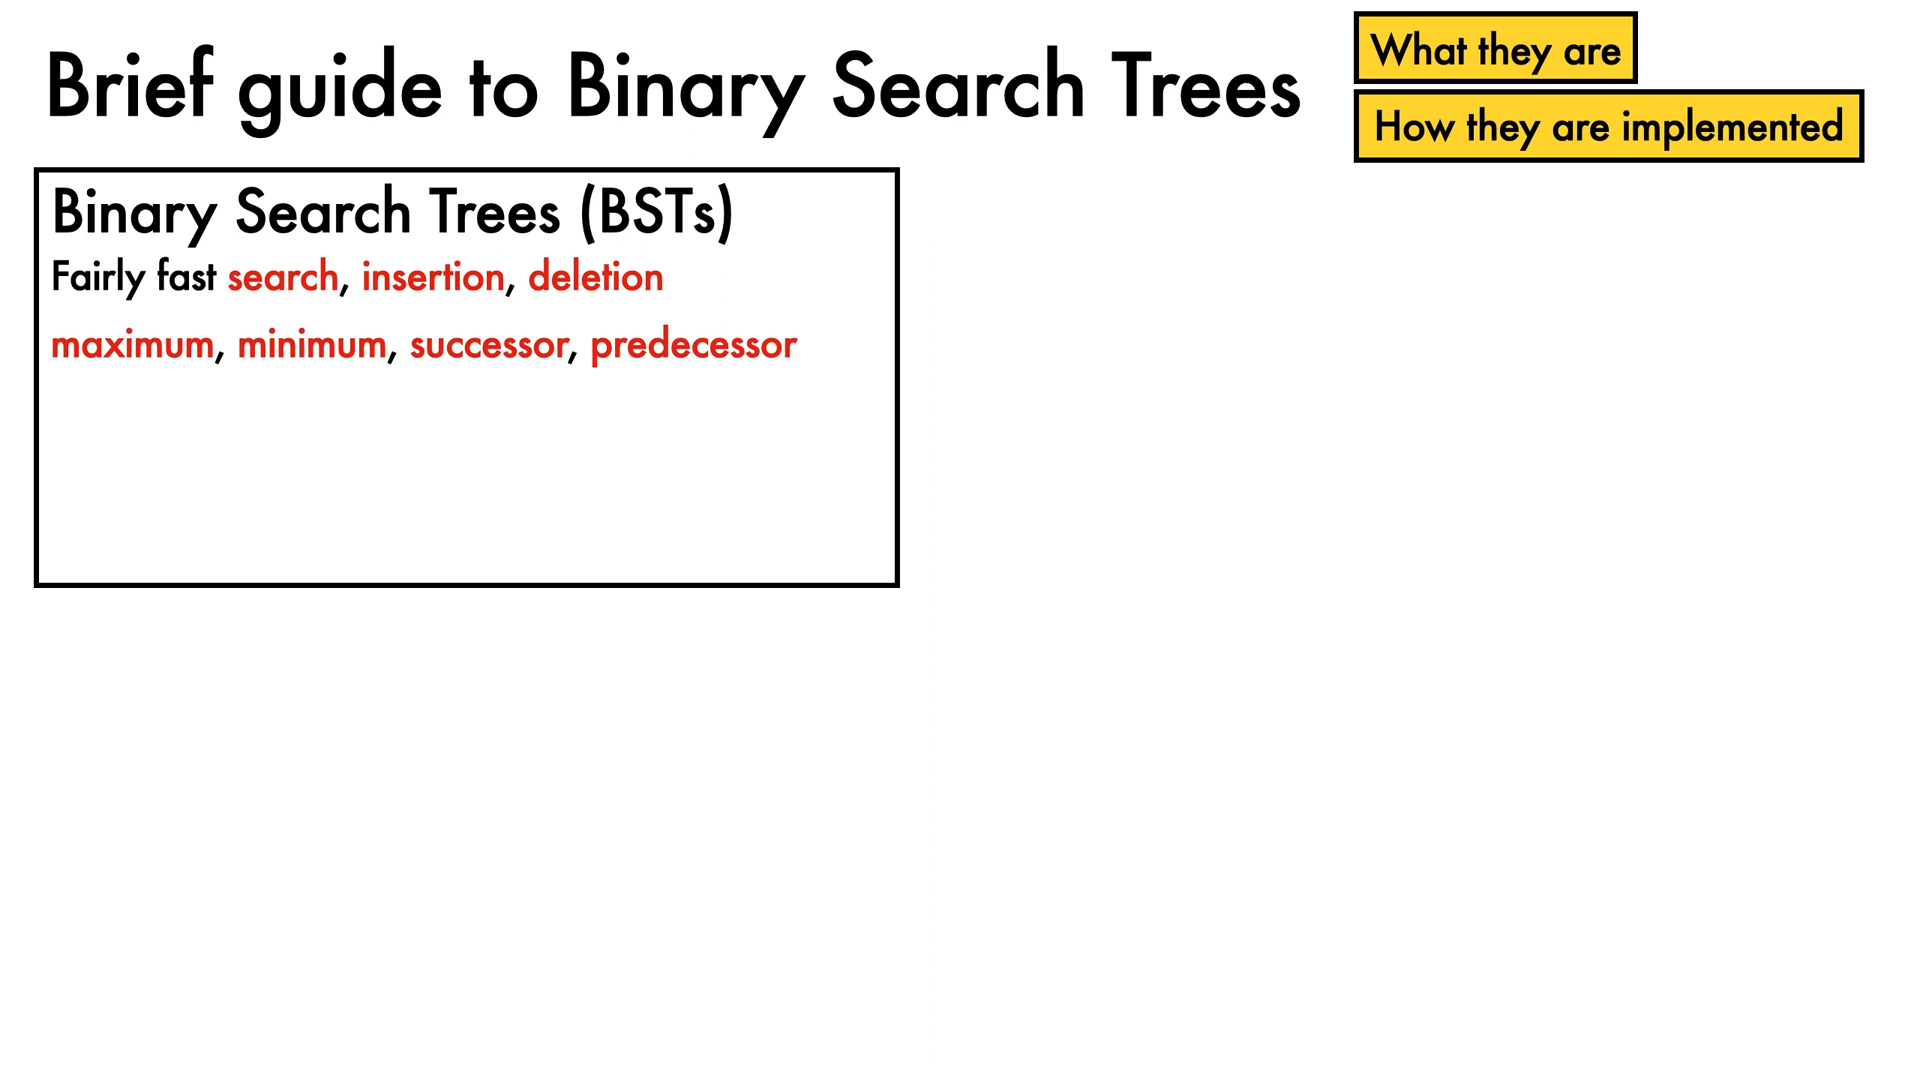 Brief guide to Binary Search Trees
What they are
How they are implemented
Binary Search Trees (BSTs)
Fairly fast search, insertion, deletion
maximum, minimum, successor, predecessor